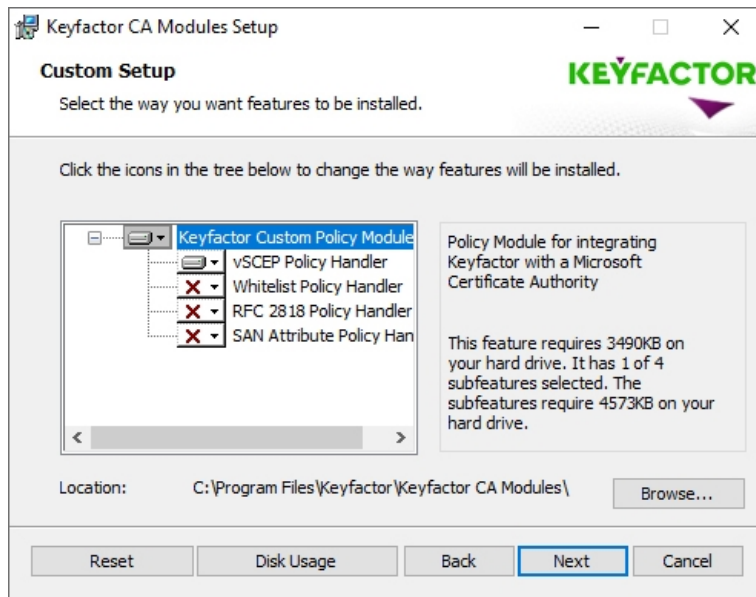 Keyfactor CA Modules Setup
Custom Setup
KEYFACTOR
Select the way you want features to be installed.
Click the icons in the tree below to change the way features will be installed.
Keyfactor Custom Policy Module
vSCEP Policy Handler
Whitelist Policy Handler
RFC 2818 Policy Handler
SAN Attribute Policy Han
Policy Module for integrating
Keyfactor with a Microsoft
Certificate Authority
This feature requires 3490KB on
your hard drive. It has 1 of 4
subfeatures selected. The
subfeatures require 4573KB on your
hard drive.
Location: C:\Program Files\Keyfactor\Keyfactor CA Modules\
Browse...
Reset Disk Usage Back Next Cancel